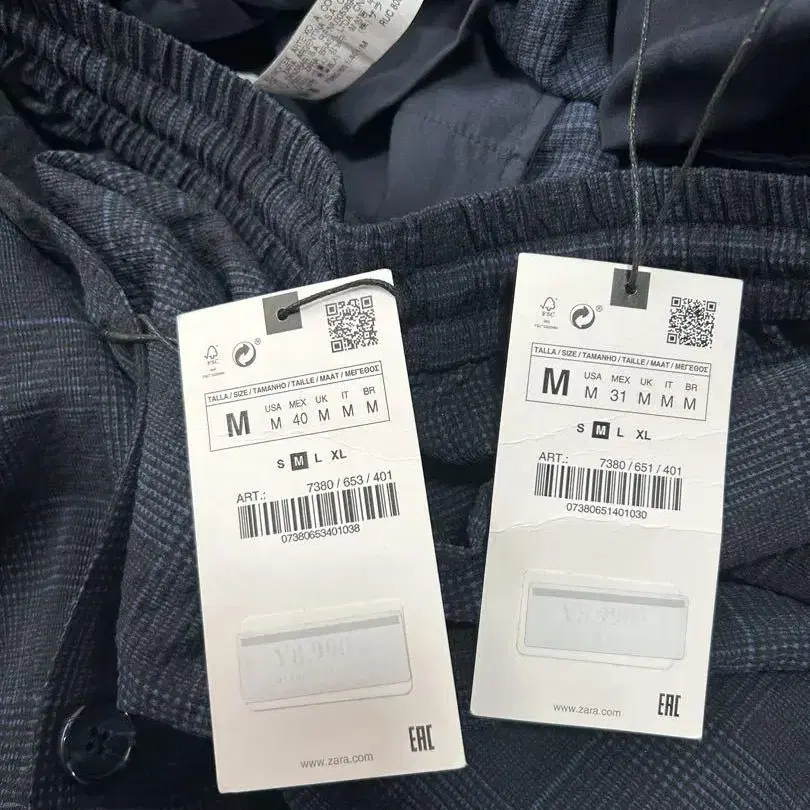 FSC
TALLA / SIZE / TAMANHO / TAILLE / MAAT / ΜΕΓΕΘΟΣ
M
USA MEX UK IT BR
M 40 M M M
S M L XL
ART.: 7380 / 653 / 401
07380653401038
www.zara.com
EAC
FSC
TALLA / SIZE / TAMANHO / TAILLE / MAAT / ΜΕΓΕΘΟΣ
M
USA MEX UK IT BR
M 31 M M M
S M L XL
ART.: 7380 / 651 / 401
07380651401030
www.zara.com
EAC